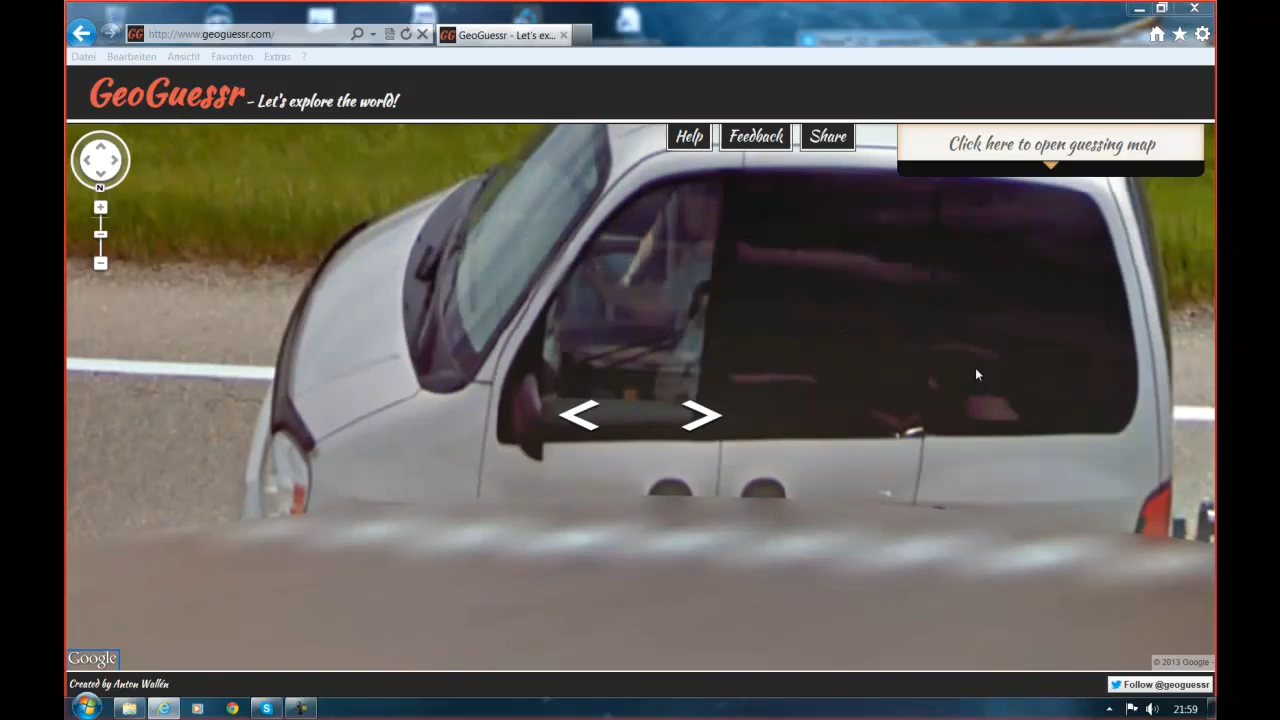 http://www.geoguessr.com/
GG GeoGuessr - Let's ex...
Datei Bearbeiten Ansicht Favoriten Extras ?
GeoGuessr - Let's explore the world!
Help Feedback Share Click here to open guessing map
N
Google
© 2013 Google -
Created by Anton Wallén
Follow @geoguessr
21:59